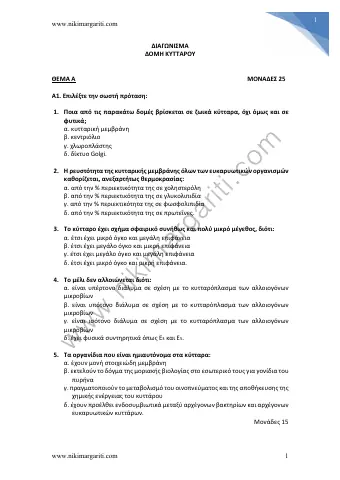 1
www.nikimargariti.com
ΔΙΑΓΩΝΙΣΜΑ
ΔΟΜΗ ΚΥΤΤΑΡΟΥ
ΘΕΜΑ Α ΜΟΝΑΔΕΣ 25
Α1. Επιλέξτε την σωστή πρόταση:
1. Ποια από τις παρακάτω δομές βρίσκεται σε ζωικά κύτταρα, όχι όμως και σε
φυτικά;
α. κυτταρική μεμβράνη
β. κεντριόλιο
γ. χλωροπλάστης
δ. δίκτυο Golgi.
2. Η ρευστότητα της κυτταρικής μεμβράνης όλων των ευκαρυωτικών οργανισμών
καθορίζεται, ανεξαρτήτως θερμοκρασίας:
α. από την % περιεκτικότητα της σε χοληστερόλη
β. από την % περιεκτικότητα της σε γλυκολιπίδια
γ. από την % περιεκτικότητα της σε φωσφολιπίδια
δ. από την % περιεκτικότητα της σε πρωτεΐνες.
3. Το κύτταρο έχει σχήμα σφαιρικό συνήθως και πολύ μικρό μέγεθος, διότι:
α. έτσι έχει μικρό όγκο και μεγάλη επιφάνεια
β. έτσι έχει μεγάλο όγκο και μικρή επιφάνεια
γ. έτσι έχει μεγάλο όγκο και μεγάλη επιφάνεια
δ. έτσι έχει μικρό όγκο και μικρή επιφάνεια.
4. Το μέλι δεν αλλοιώνεται διότι:
α. είναι υπέρτονο διάλυμα σε σχέση με το κυτταρόπλασμα των αλλοιογόνων
μικροβίων
β. είναι υπότονο διάλυμα σε σχέση με το κυτταρόπλασμα των αλλοιογόνων
μικροβίων
γ. είναι ισότονο διάλυμα σε σχέση με το κυτταρόπλασμα των αλλοιογόνων
μικροβίων
δ. έχει φυσικά συντηρητικά όπως Ε₄ και Ε₅.
5. Τα οργανίδια που είναι ημιαυτόνομα στα κύτταρα:
α. έχουν μονή στοιχειώδη μεμβράνη
β. εκτελούν το δόγμα της μοριακής βιολογίας στο εσωτερικό τους για γονίδια του
πυρήνα
γ. πραγματοποιούν το μεταβολισμό του οινοπνεύματος και της αποθήκευσης της
χημικής ενέργειας του κυττάρου
δ. έχουν προέλθει ενδοσυμβιωτικά μεταξύ αρχέγονων βακτηρίων και αρχέγονων
ευκαρυωτικών κυττάρων.
Μονάδες 15
www.nikimargariti.com
www.nikimargariti.com 1